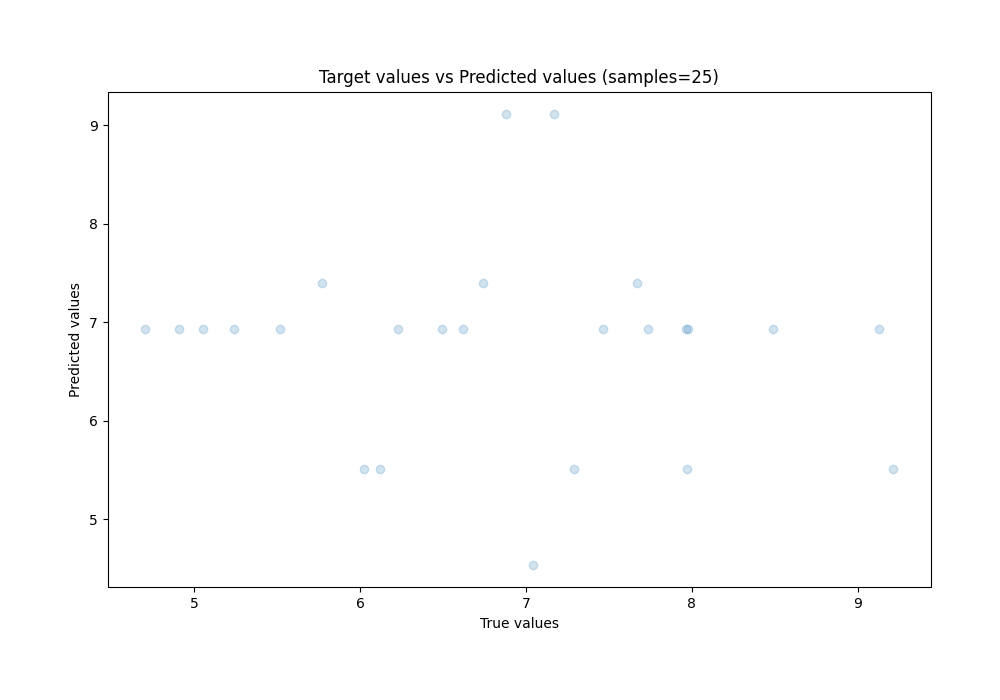 Target values vs Predicted values (samples=25)
9
8
7
6
5
Predicted values
5 6 7 8 9
True values